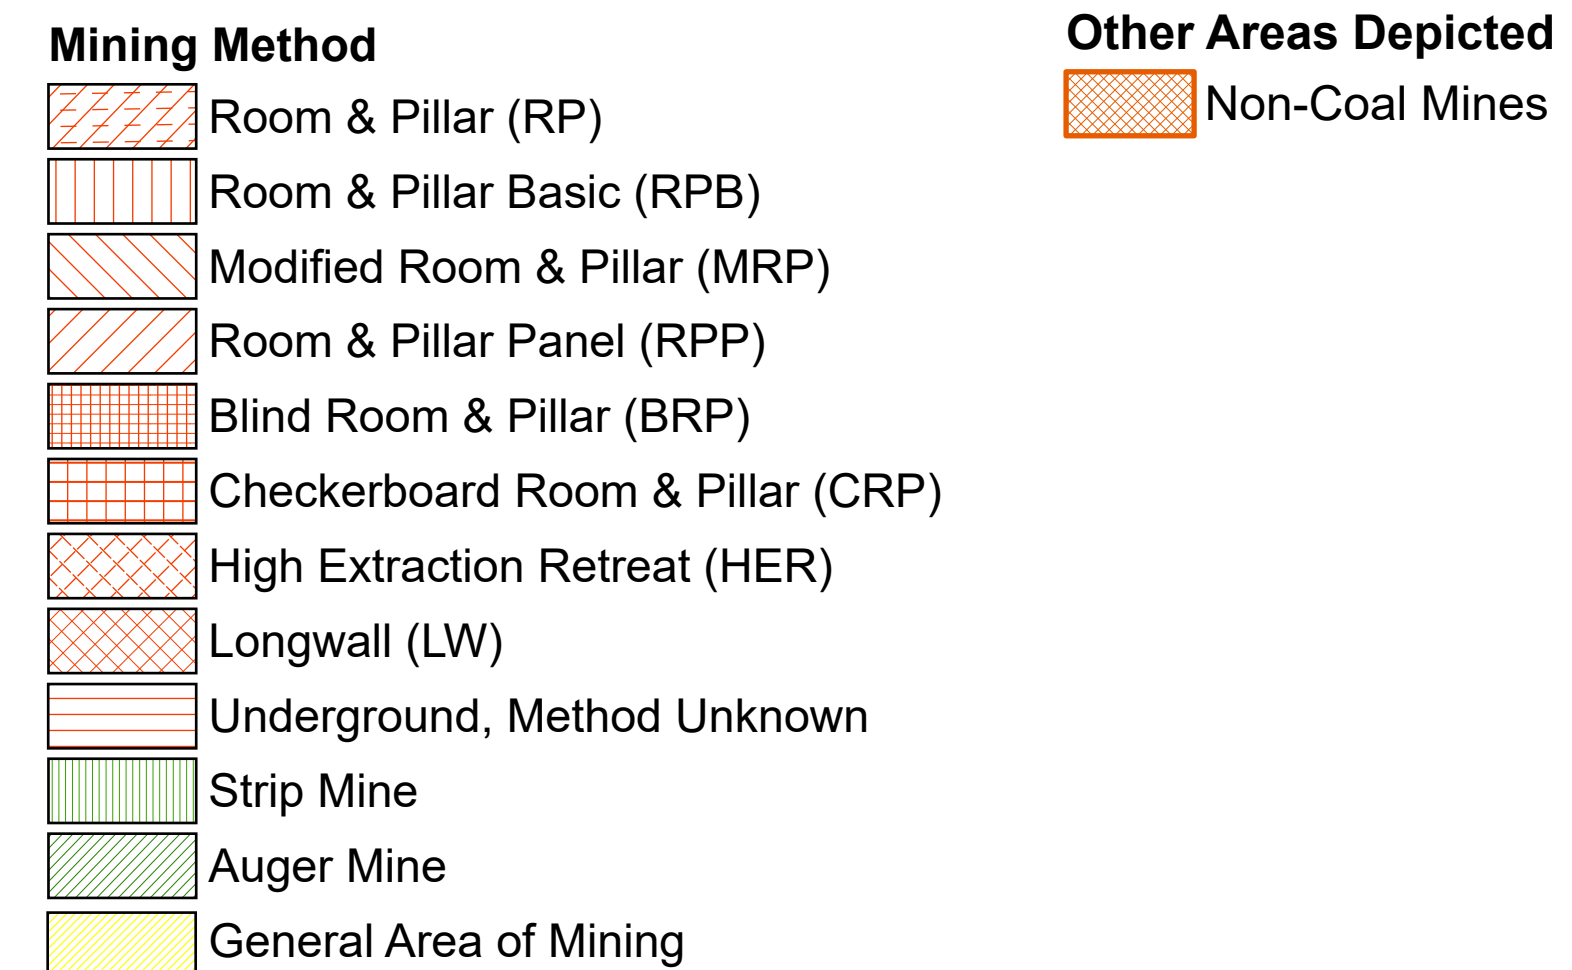 Mining Method
Room & Pillar (RP)
Room & Pillar Basic (RPB)
Modified Room & Pillar (MRP)
Room & Pillar Panel (RPP)
Blind Room & Pillar (BRP)
Checkerboard Room & Pillar (CRP)
High Extraction Retreat (HER)
Longwall (LW)
Underground, Method Unknown
Strip Mine
Auger Mine
General Area of Mining
Other Areas Depicted
Non-Coal Mines